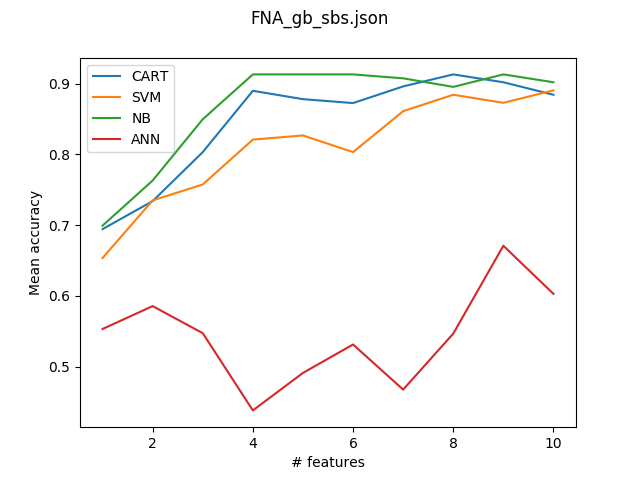 FNA_gb_sbs.json
CART
SVM
NB
ANN
0.9
0.8
0.7
0.6
0.5
Mean accuracy
2 4 6 8 10
# features